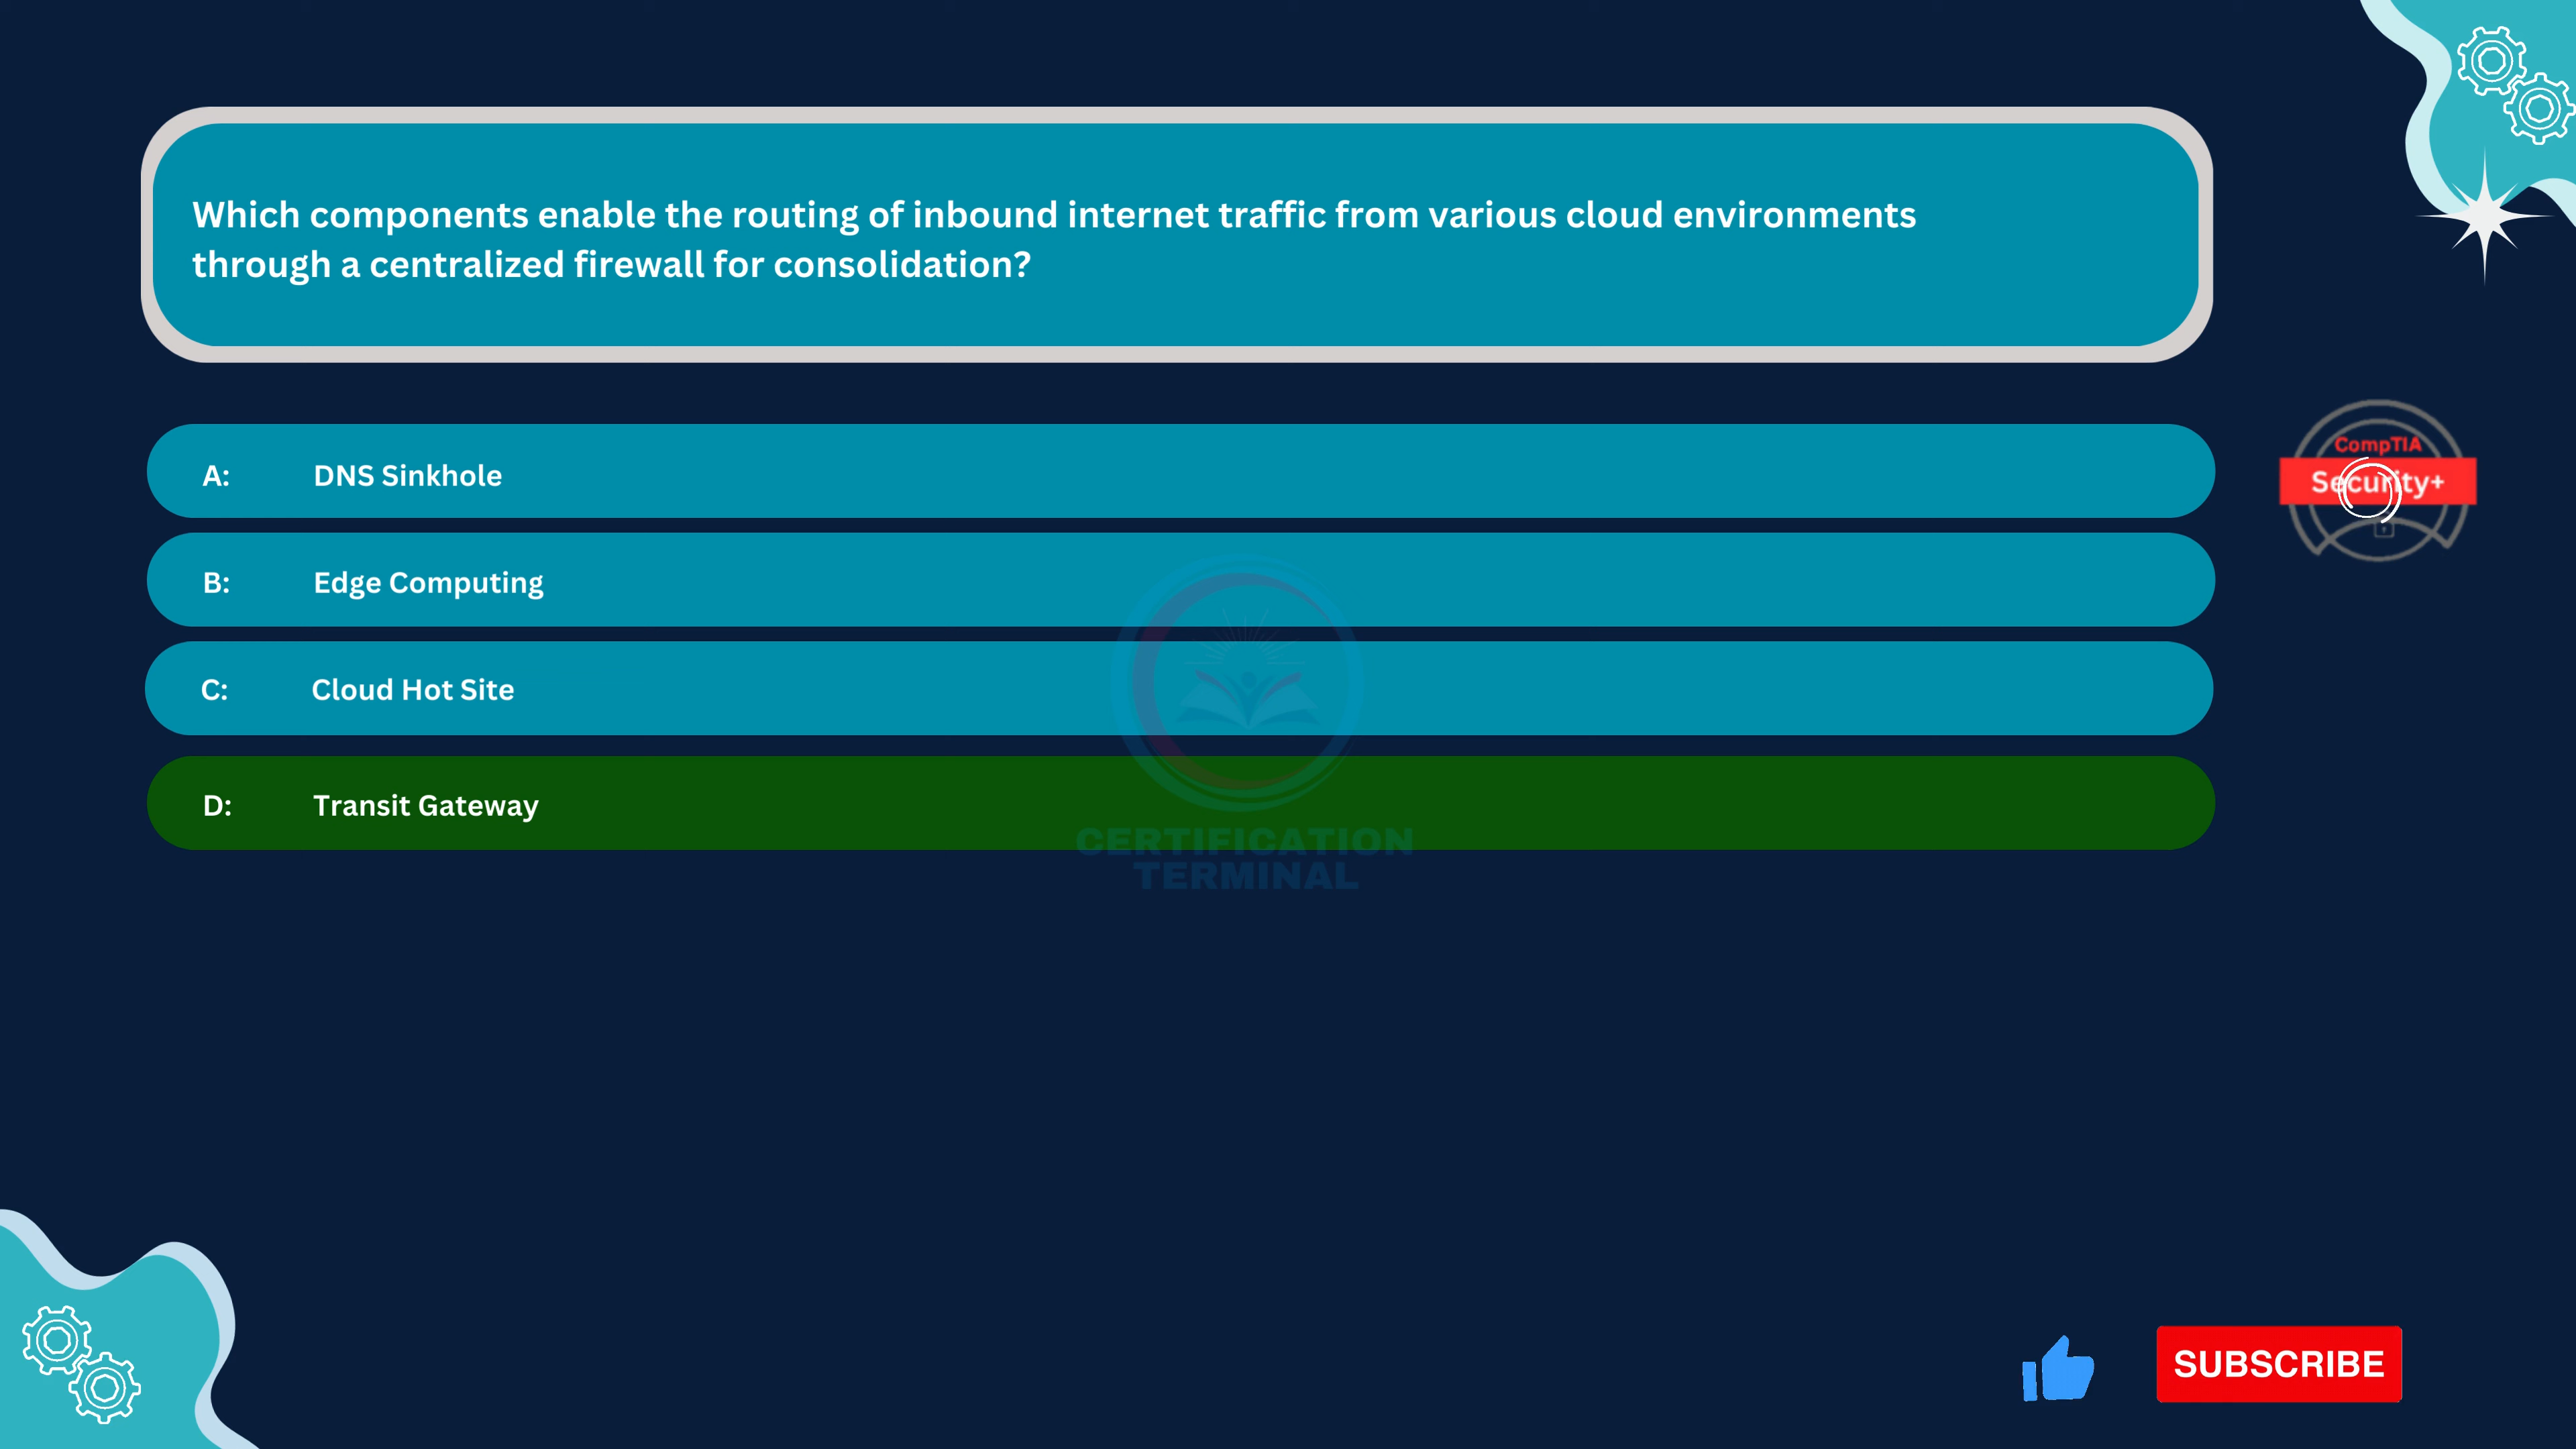 Which components enable the routing of inbound internet traffic from various cloud environments
through a centralized firewall for consolidation?
CompTIA
Security+
A: DNS Sinkhole
B: Edge Computing
C: Cloud Hot Site
D: Transit Gateway
CERTIFICATION
TERMINAL
SUBSCRIBE